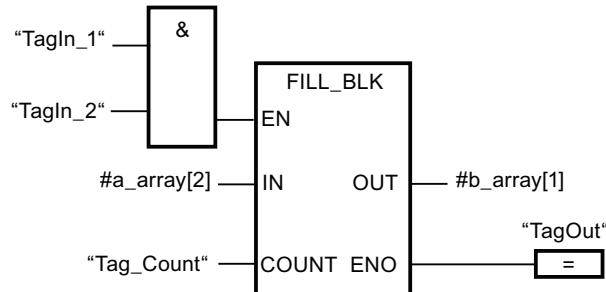 &
“TagIn_1“
FILL_BLK
“TagIn_2“
EN
#a_array[2] IN OUT #b_array[1]
“TagOut“
“Tag_Count“ COUNT ENO =